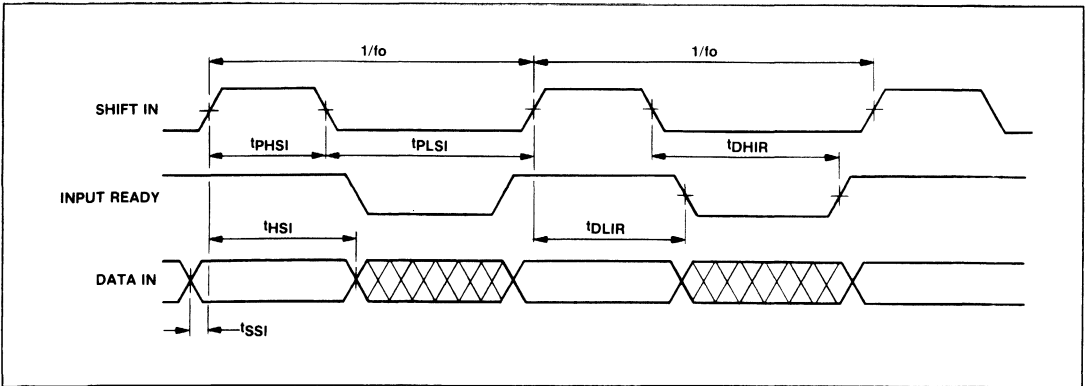 1/fo 1/fo
SHIFT IN
tPHSI tPLSI tDHIR
INPUT READY
tHSI tDLIR
DATA IN
tSSI